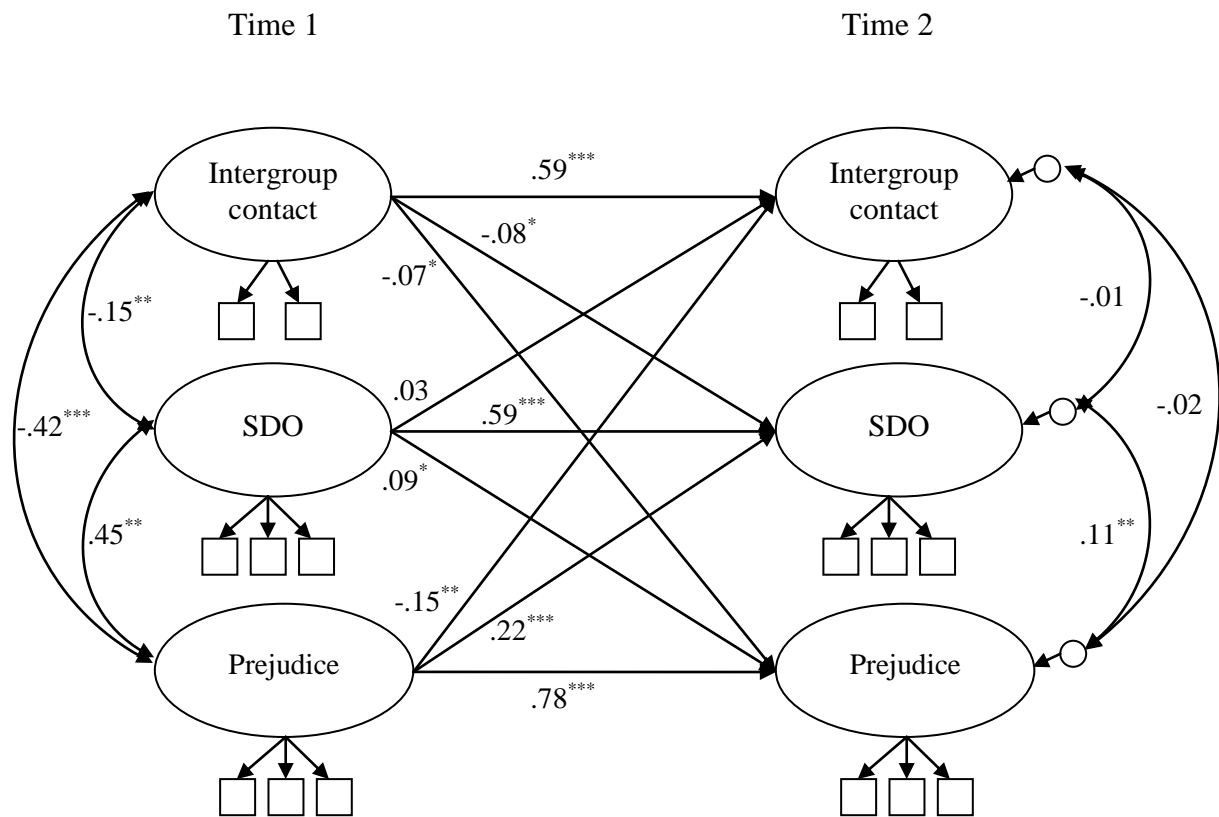 Time 1
Time 2
Intergroup
contact
.59***
Intergroup
contact
-.08*
-.07*
-.15**
-.01
.03
-.42***
SDO
.59***
SDO
-.02
.09*
.45**
.11**
-.15**
.22***
Prejudice
Prejudice
.78***